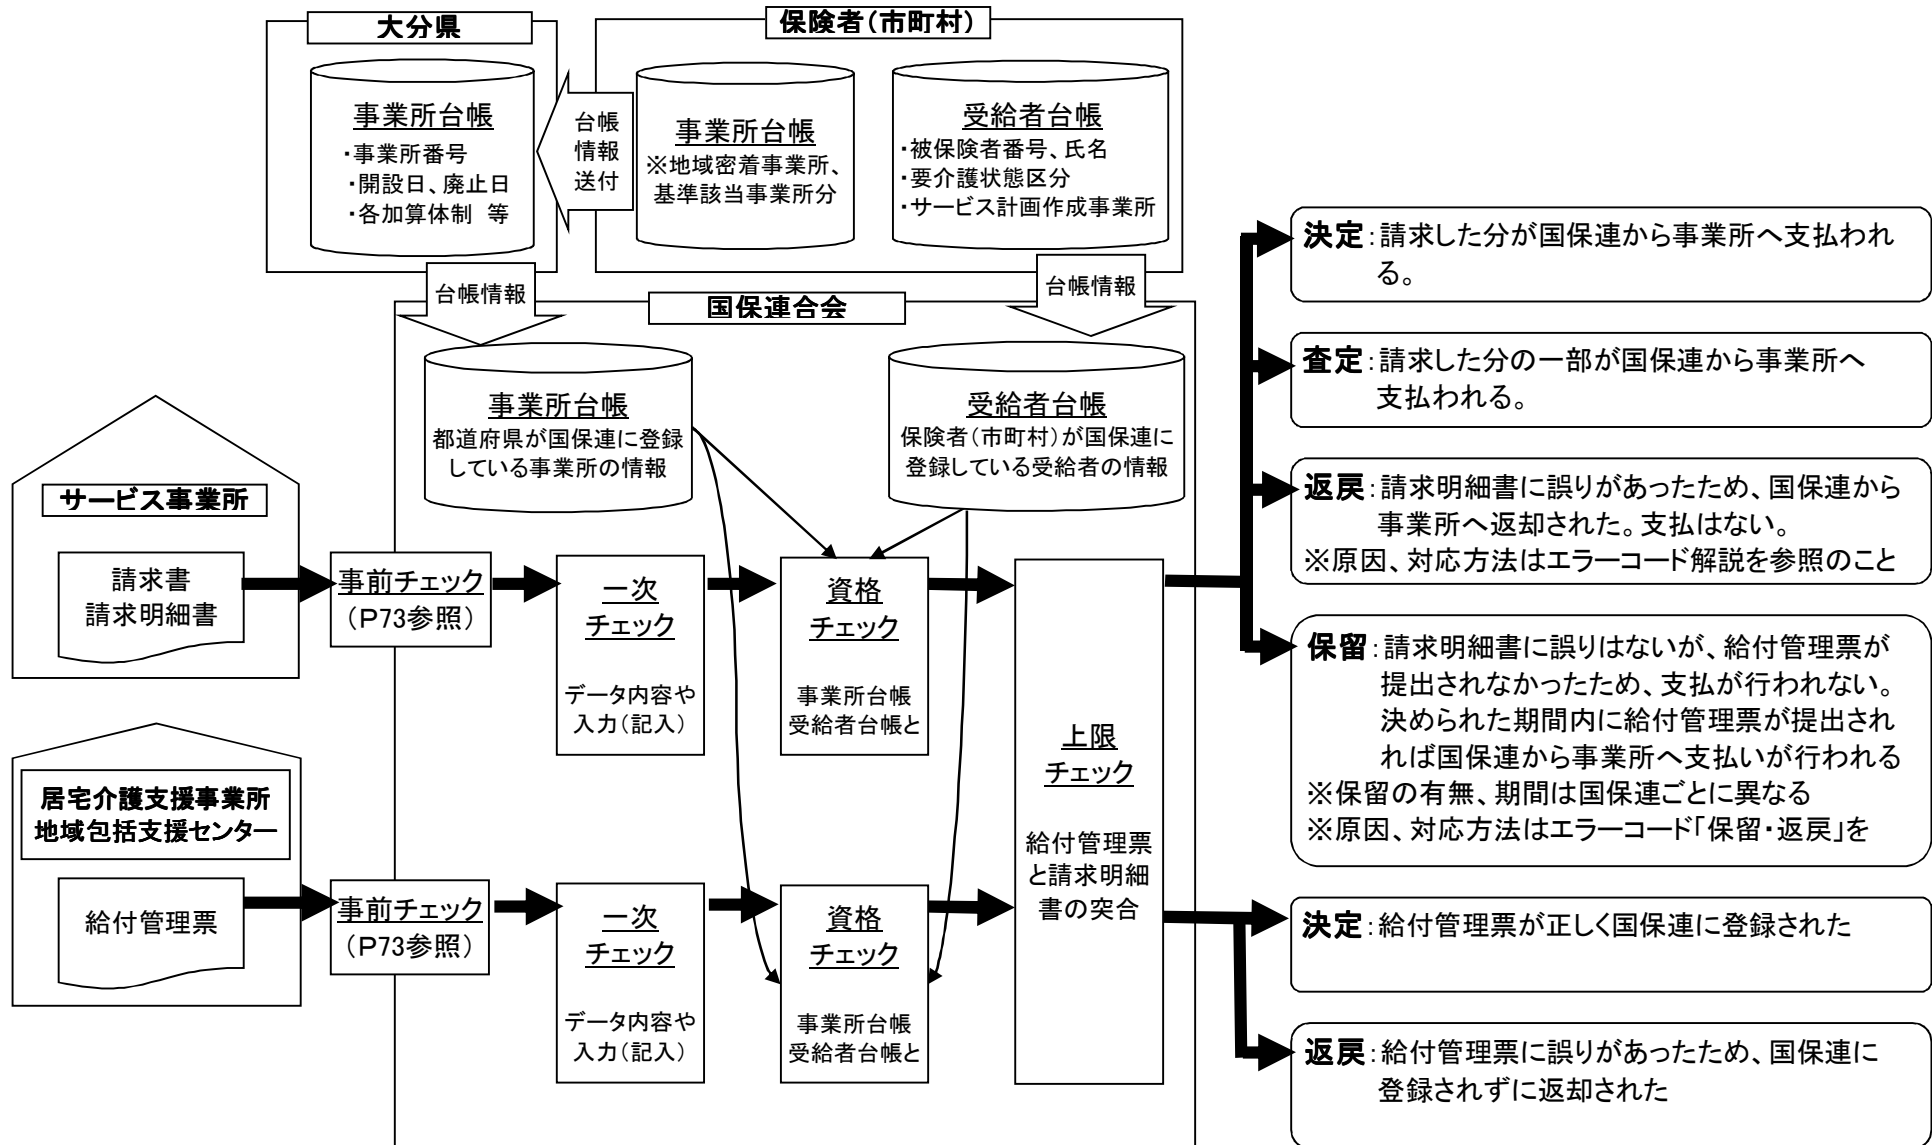 大分県
事業所台帳
・事業所番号
・開設日、廃止日
・各加算体制　等
台帳
情報
送付
保険者（市町村）
事業所台帳
※地域密着事業所、
基準該当事業所分
受給者台帳
・被保険者番号、氏名
・要介護状態区分
・サービス計画作成事業所
台帳情報
台帳情報
国保連合会
事業所台帳
都道府県が国保連に登録
している事業所の情報
受給者台帳
保険者（市町村）が国保連に
登録している受給者の情報
サービス事業所
請求書
請求明細書
事前チェック
（P73参照）
一次
チェック
データ内容や
入力（記入）
資格
チェック
事業所台帳
受給者台帳と
居宅介護支援事業所
地域包括支援センター
給付管理票
事前チェック
（P73参照）
一次
チェック
データ内容や
入力（記入）
資格
チェック
事業所台帳
受給者台帳と
上限
チェック
給付管理票
と請求明細
書の突合
決定：請求した分が国保連から事業所へ支払われ
る。
査定：請求した分の一部が国保連から事業所へ
支払われる。
返戻：請求明細書に誤りがあったため、国保連から
事業所へ返却された。支払はない。
※原因、対応方法はエラーコード解説を参照のこと
保留：請求明細書に誤りはないが、給付管理票が
提出されなかったため、支払が行われない。
決められた期間内に給付管理票が提出され
れば国保連から事業所へ支払いが行われる
※保留の有無、期間は国保連ごとに異なる
※原因、対応方法はエラーコード「保留・返戻」を
決定：給付管理票が正しく国保連に登録された
返戻：給付管理票に誤りがあったため、国保連に
登録されずに返却された